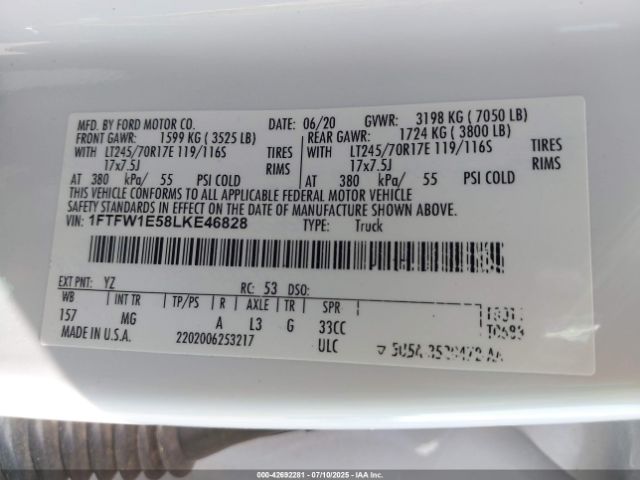 MFD. BY FORD MOTOR CO. DATE: 06/20 GVWR: 3198 KG ( 7050 LB)
FRONT GAWR: 1599 KG ( 3525 LB) REAR GAWR: 1724 KG ( 3800 LB)
WITH LT245/70R17E 119/116S TIRES WITH LT245/70R17E 119/116S TIRES
17x7.5J RIMS 17x7.5J RIMS
AT 380 kPa/ 55 PSI COLD AT 380 kPa/ 55 PSI COLD
THIS VEHICLE CONFORMS TO ALL APPLICABLE FEDERAL MOTOR VEHICLE
SAFETY STANDARDS IN EFFECT ON THE DATE OF MANUFACTURE SHOWN ABOVE.
VIN: 1FTFW1E58LKE46828 TYPE: Truck
EXT PNT: YZ RC: 53 DSO:
WB INT TR TP/PS R AXLE TR SPR
157 MG A L3 G 33CC
MADE IN U.S.A. 2202006253217 ULC
000-42692281 - 07/10/2025 - IAAI.com